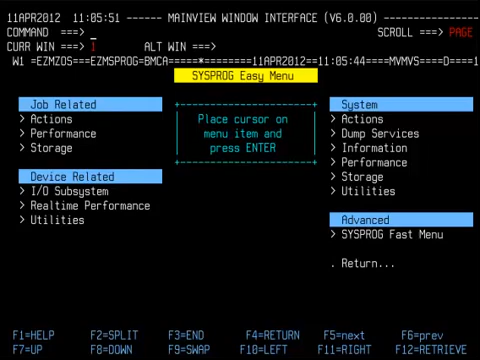 11APR2012 11:05:51 ------ MAINVIEW WINDOW INTERFACE (V6.0.00) ----------------
COMMAND ===> _ SCROLL ===> PAGE
CURR WIN ===> 1 ALT WIN ===>
W1 =EZMZOS===EZMSPROG=BMCA=====*========11APR2012==11:05:44====MVMVS====D====1
SYSPROG Easy Menu
Job Related +----------------------+ System
> Actions | Place cursor on | > Actions
> Performance | menu item and | > Dump Services
> Storage | press ENTER | > Information
+----------------------+ > Performance
Device Related > Storage
> I/O Subsystem > Utilities
> Realtime Performance
> Utilities Advanced
> SYSPROG Fast Menu
. Return...
F1=HELP F2=SPLIT F3=END F4=RETURN F5=next F6=prev
F7=UP F8=DOWN F9=SWAP F10=LEFT F11=RIGHT F12=RETRIEVE